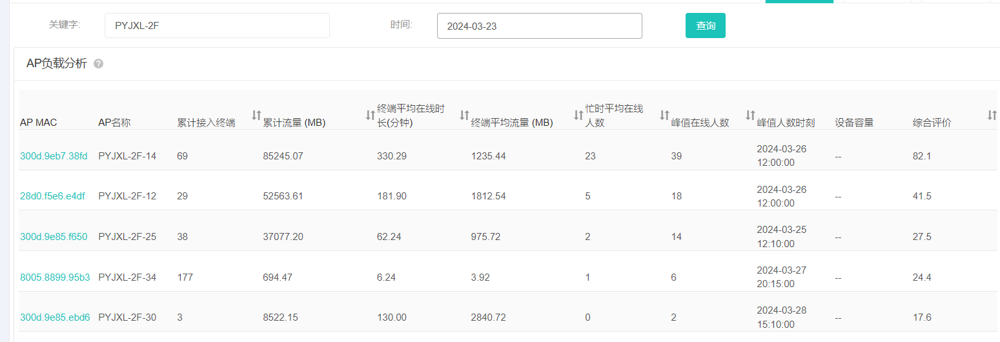 关键字: PYJXL-2F 时间: 2024-03-23 查询
AP负载分析 ?
AP MAC AP名称 累计接入终端 累计流量 (MB) 终端平均在线时长(分钟) 终端平均流量 (MB) 忙时平均在线人数 峰值在线人数 峰值人数时刻 设备容量 综合评价
300d.9eb7.38fd PYJXL-2F-14 69 85245.07 330.29 1235.44 23 39 2024-03-26 12:00:00 -- 82.1
28d0.f5e6.e4df PYJXL-2F-12 29 52563.61 181.90 1812.54 5 18 2024-03-26 12:00:00 -- 41.5
300d.9e85.f650 PYJXL-2F-25 38 37077.20 62.24 975.72 2 14 2024-03-25 12:10:00 -- 27.5
8005.8899.95b3 PYJXL-2F-34 177 694.47 6.24 3.92 1 6 2024-03-27 20:15:00 -- 24.4
300d.9e85.ebd6 PYJXL-2F-30 3 8522.15 130.00 2840.72 0 2 2024-03-28 15:10:00 -- 17.6